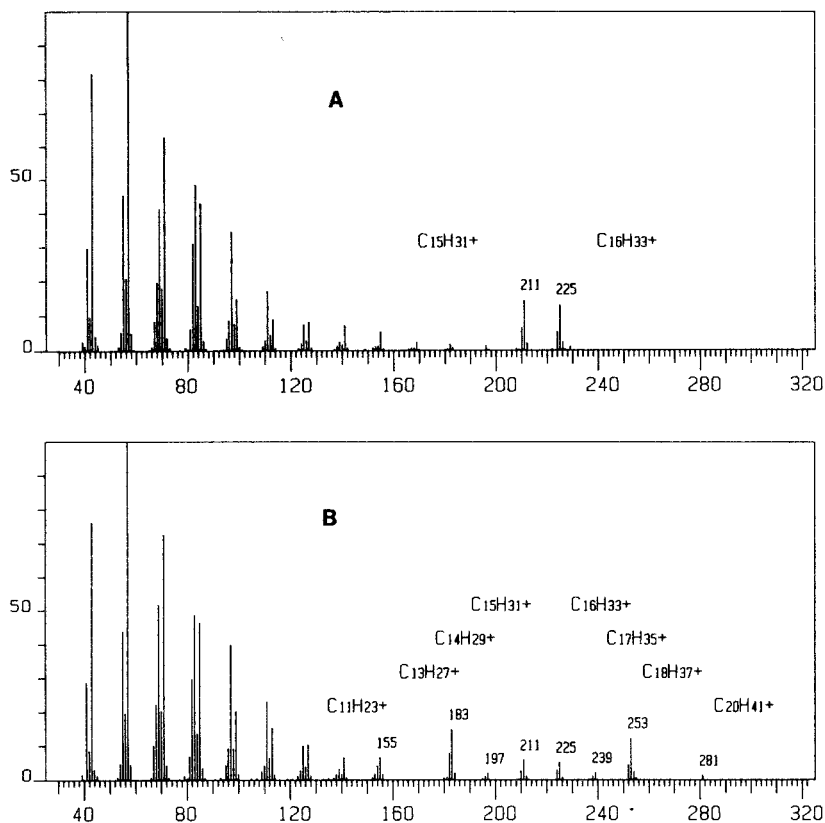 A
50
C15H31+ C16H33+
211 225
0
40 80 120 160 200 240 280 320
B
50
C15H31+ C16H33+
C14H29+ C17H35+
C13H27+ C18H37+
C11H23+ C20H41+
183
155 253
197 211 225 239 281
0
40 80 120 160 200 240 280 320